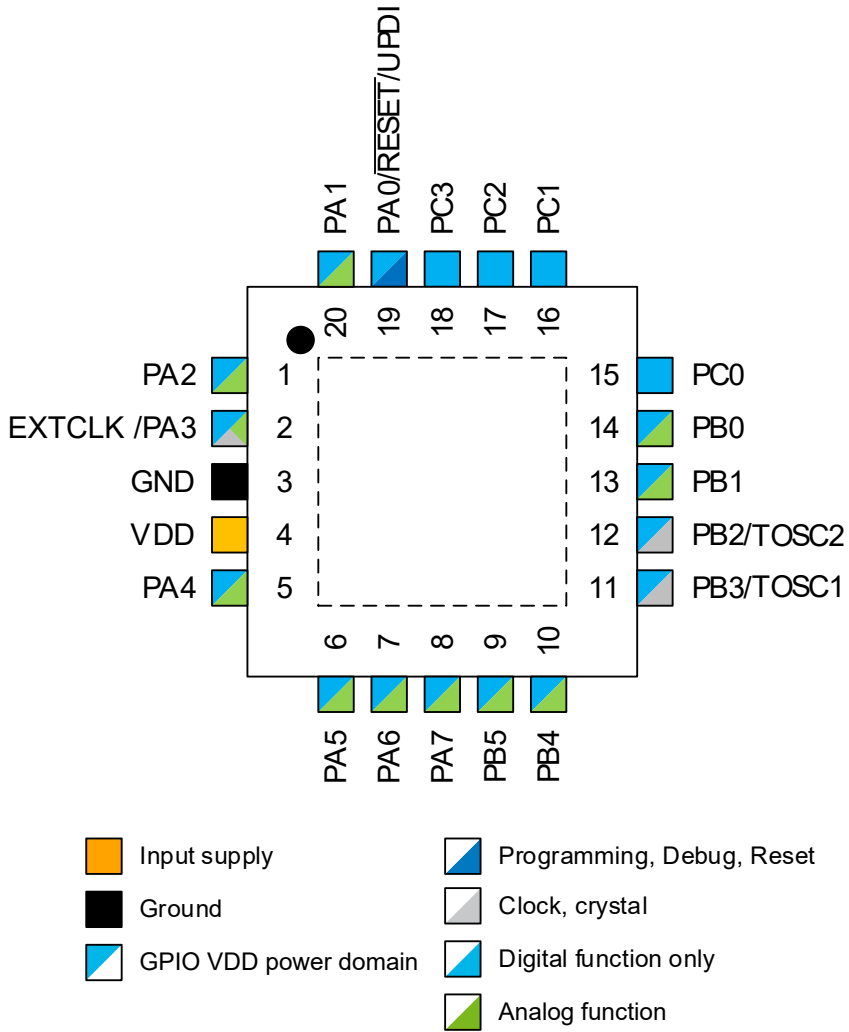 PA0/RESET/UPDI
PA1
PC3
PC2
PC1
20
19
18
17
16
PA2
1
15
PC0
EXTCLK /PA3
2
14
PB0
GND
3
13
PB1
VDD
4
12
PB2/TOSC2
PA4
5
11
PB3/TOSC1
6
7
8
9
10
PA5
PA6
PA7
PB5
PB4
Input supply
Programming, Debug, Reset
Ground
Clock, crystal
GPIO VDD power domain
Digital function only
Analog function